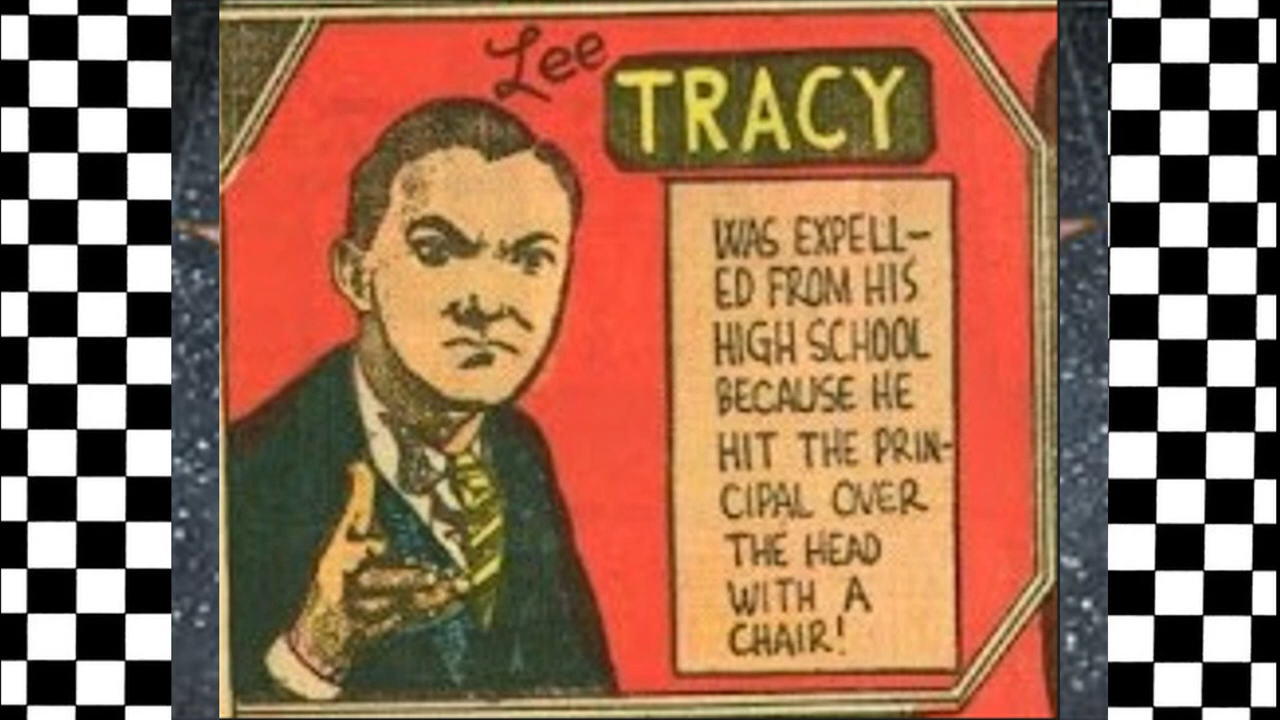 Lee
TRACY
WAS EXPELL-
ED FROM HIS
HIGH SCHOOL
BECAUSE HE
HIT THE PRIN-
CIPAL OVER
THE HEAD
WITH A
CHAIR!